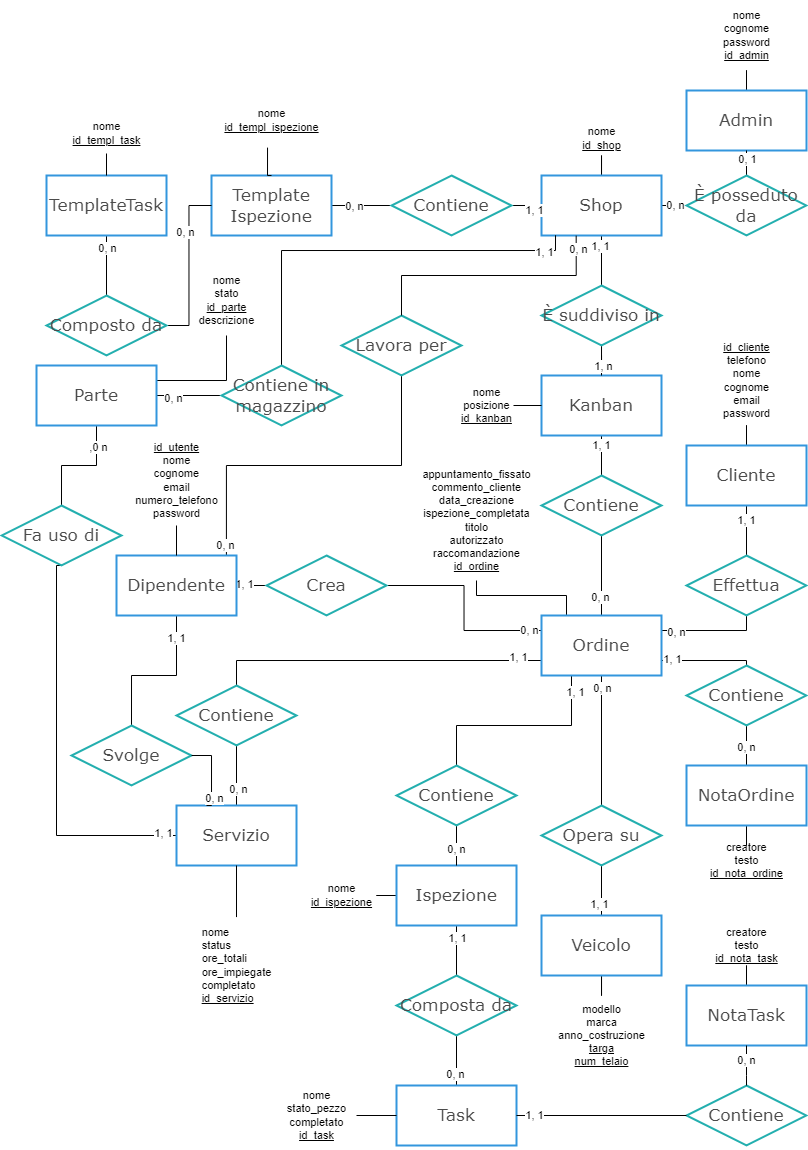 nome
cognome
password
id_admin
Admin
0, 1
È posseduto
da
0, n
nome
id_shop
Shop
nome
id_templ_ispezione
Template
Ispezione
0, n
Contiene
1, 1
nome
id_templ_task
TemplateTask
0, n
0, n
Composto da
nome
stato
id_parte
descrizione
Parte
0, n
Contiene in
magazzino
1, 1
0, n
1, 1
Lavora per
È suddiviso in
1, n
nome
posizione
id_kanban
Kanban
1, 1
id_cliente
telefono
nome
cognome
email
password
Cliente
1, 1
,0 n
Fa uso di
id_utente
nome
cognome
email
numero_telefono
password
0, n
Dipendente
1, 1
Crea
0, n
appuntamento_fissato
commento_cliente
data_creazione
ispezione_completata
titolo
autorizzato
raccomandazione
id_ordine
Contiene
0, n
Effettua
0, n
Ordine
1, 1
1, 1
1, 1
0, n
1, 1
Contiene
Svolge
0, n
0, n
1, 1
Servizio
nome
status
ore_totali
ore_impiegate
completato
id_servizio
Contiene
0, n
NotaOrdine
creatore
testo
id_nota_ordine
Contiene
0, n
Opera su
1, 1
nome
id_ispezione
Ispezione
1, 1
Veicolo
modello
marca
anno_costruzione
targa
num_telaio
creatore
testo
id_nota_task
NotaTask
0, n
Composta da
0, n
nome
stato_pezzo
completato
id_task
Task
1, 1
Contiene